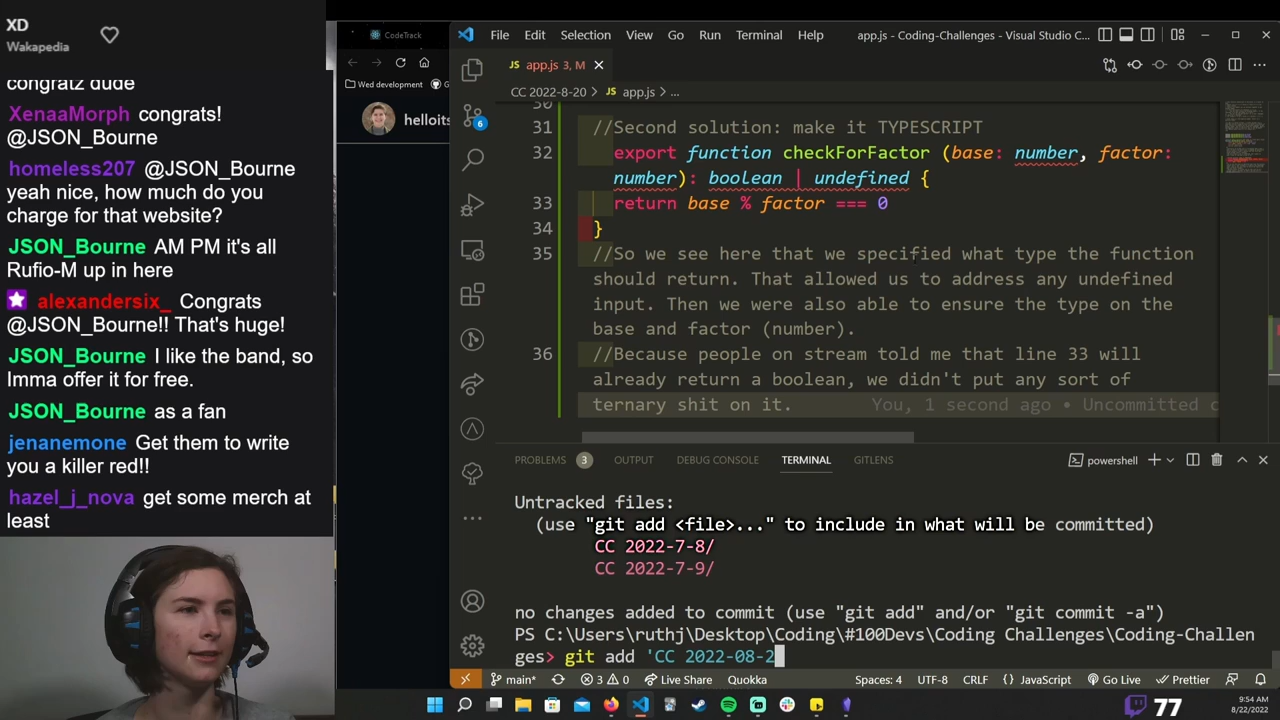 XD
Wakapedia
congratz dude
XenaaMorph congrats!
@JSON_Bourne
homeless207 @JSON_Bourne
yeah nice, how much do you
charge for that website?
JSON_Bourne AM PM it's all
Rufio-M up in here
alexandersix_ Congrats
@JSON_Bourne!! That's huge!
JSON_Bourne I like the band, so
Imma offer it for free.
JSON_Bourne as a fan
jenanemone Get them to write
you a killer red!!
hazel_j_nova get some merch at
least
CodeTrack
Wed development
helloits
File Edit Selection View Go Run Terminal Help app.js - Coding-Challenges - Visual Studio C...
JS app.js 3, M
CC 2022-8-20 > JS app.js > ...
30
31 //Second solution: make it TYPESCRIPT
32 export function checkForFactor (base: number, factor:
number): boolean | undefined {
33 return base % factor === 0
34 }
35 //So we see here that we specified what type the function
should return. That allowed us to address any undefined
input. Then we were also able to ensure the type on the
base and factor (number).
36 //Because people on stream told me that line 33 will
already return a boolean, we didn't put any sort of
ternary shit on it. You, 1 second ago • Uncommitted c
6
PROBLEMS 3 OUTPUT DEBUG CONSOLE TERMINAL GITLENS powershell
Untracked files:
(use "git add <file>..." to include in what will be committed)
CC 2022-7-8/
CC 2022-7-9/
no changes added to commit (use "git add" and/or "git commit -a")
PS C:\Users\ruthj\Desktop\Coding\#100Devs\Coding Challenges\Coding-Challen
ges> git add 'CC 2022-08-2
main* 3 0 Live Share Quokka Spaces: 4 UTF-8 CRLF JavaScript Go Live Prettier
77
9:54 AM
8/22/2022